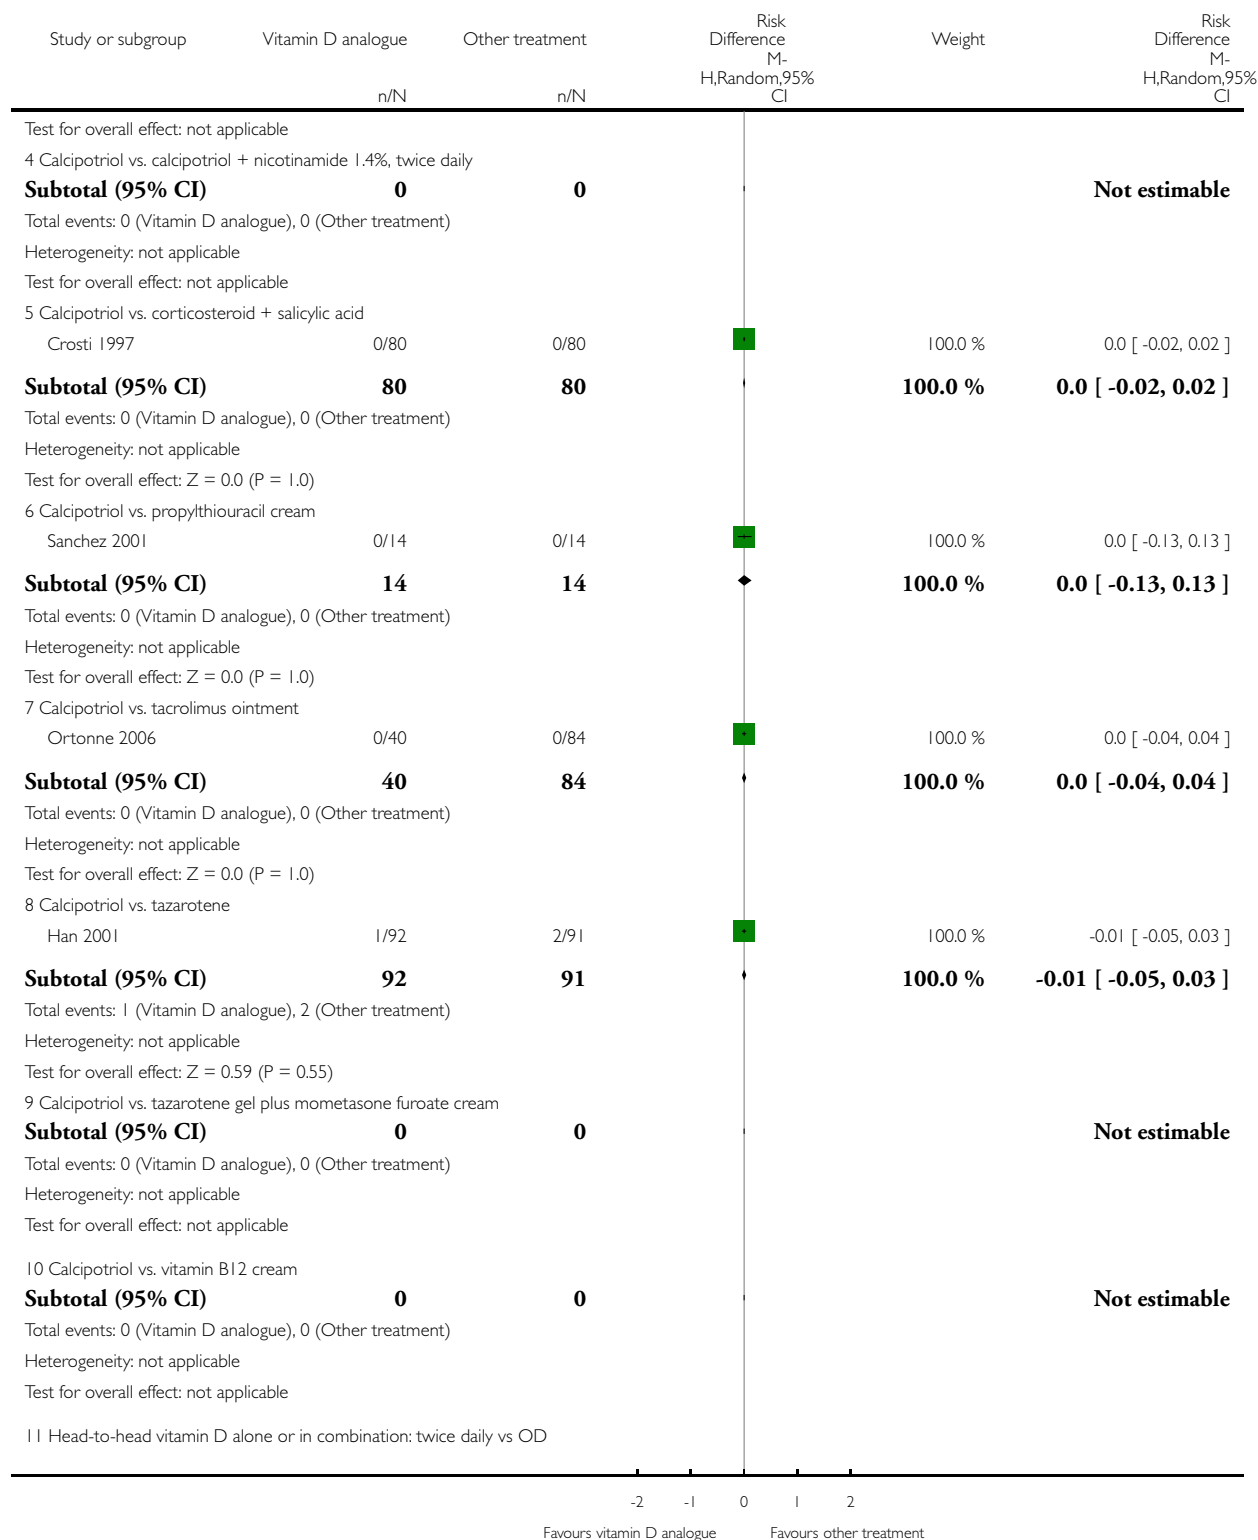 Study or subgroup Vitamin D analogue Other treatment Risk Difference Weight Risk Difference
M-H,Random,95% CI M-H,Random,95% CI
n/N n/N
Test for overall effect: not applicable
4 Calcipotriol vs. calcipotriol + nicotinamide 1.4%, twice daily
Subtotal (95% CI) 0 0 Not estimable
Total events: 0 (Vitamin D analogue), 0 (Other treatment)
Heterogeneity: not applicable
Test for overall effect: not applicable
5 Calcipotriol vs. corticosteroid + salicylic acid
Crosti 1997 0/80 0/80 100.0 % 0.0 [ -0.02, 0.02 ]
Subtotal (95% CI) 80 80 100.0 % 0.0 [ -0.02, 0.02 ]
Total events: 0 (Vitamin D analogue), 0 (Other treatment)
Heterogeneity: not applicable
Test for overall effect: Z = 0.0 (P = 1.0)
6 Calcipotriol vs. propylthiouracil cream
Sanchez 2001 0/14 0/14 100.0 % 0.0 [ -0.13, 0.13 ]
Subtotal (95% CI) 14 14 100.0 % 0.0 [ -0.13, 0.13 ]
Total events: 0 (Vitamin D analogue), 0 (Other treatment)
Heterogeneity: not applicable
Test for overall effect: Z = 0.0 (P = 1.0)
7 Calcipotriol vs. tacrolimus ointment
Ortonne 2006 0/40 0/84 100.0 % 0.0 [ -0.04, 0.04 ]
Subtotal (95% CI) 40 84 100.0 % 0.0 [ -0.04, 0.04 ]
Total events: 0 (Vitamin D analogue), 0 (Other treatment)
Heterogeneity: not applicable
Test for overall effect: Z = 0.0 (P = 1.0)
8 Calcipotriol vs. tazarotene
Han 2001 1/92 2/91 100.0 % -0.01 [ -0.05, 0.03 ]
Subtotal (95% CI) 92 91 100.0 % -0.01 [ -0.05, 0.03 ]
Total events: 1 (Vitamin D analogue), 2 (Other treatment)
Heterogeneity: not applicable
Test for overall effect: Z = 0.59 (P = 0.55)
9 Calcipotriol vs. tazarotene gel plus mometasone furoate cream
Subtotal (95% CI) 0 0 Not estimable
Total events: 0 (Vitamin D analogue), 0 (Other treatment)
Heterogeneity: not applicable
Test for overall effect: not applicable
10 Calcipotriol vs. vitamin B12 cream
Subtotal (95% CI) 0 0 Not estimable
Total events: 0 (Vitamin D analogue), 0 (Other treatment)
Heterogeneity: not applicable
Test for overall effect: not applicable
11 Head-to-head vitamin D alone or in combination: twice daily vs OD
-2 -1 0 1 2
Favours vitamin D analogue Favours other treatment